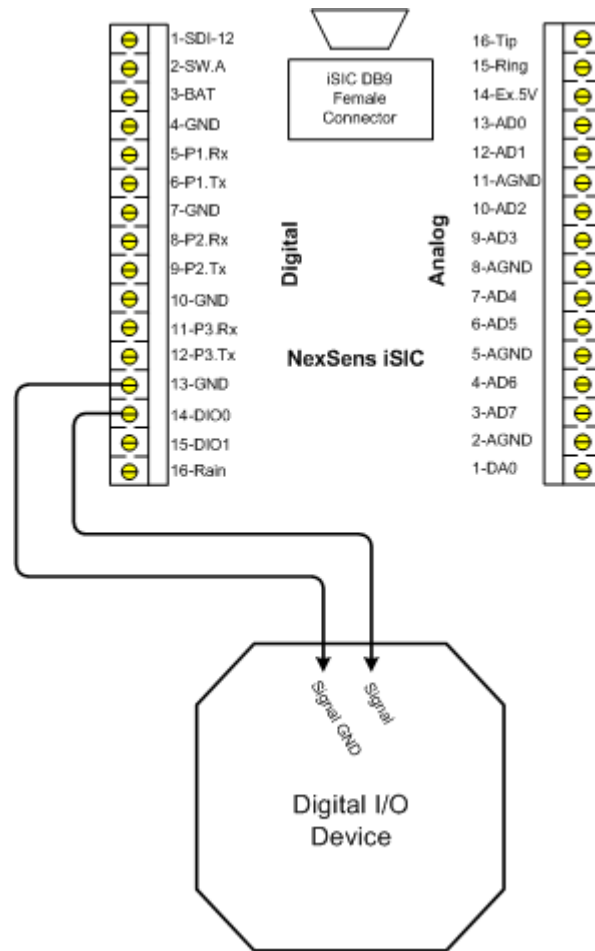 1-SDI-12
2-SW.A
3-BAT
4-GND
5-P1.Rx
6-P1.Tx
7-GND
8-P2.Rx
9-P2.Tx
10-GND
11-P3.Rx
12-P3.Tx
13-GND
14-DIO0
15-DIO1
16-Rain
iSIC DB9
Female
Connector
Digital
Analog
NexSens iSIC
16-Tip
15-Ring
14-Ex.5V
13-AD0
12-AD1
11-AGND
10-AD2
9-AD3
8-AGND
7-AD4
6-AD5
5-AGND
4-AD6
3-AD7
2-AGND
1-DA0
Signal GND
Signal
Digital I/O
Device